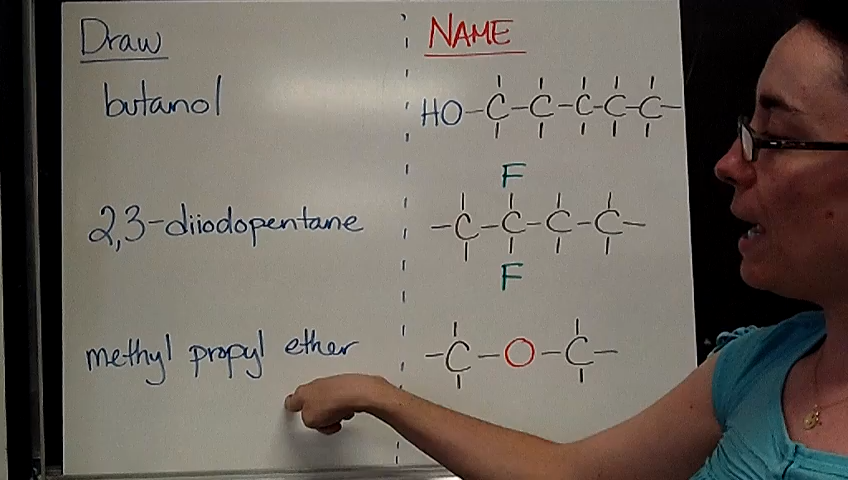 Draw
butanol
2,3-diiodopentane
methyl propyl ether
NAME
HO-C-C-C-C-C-
F
-C-C-C-C-
F
-C-O-C-